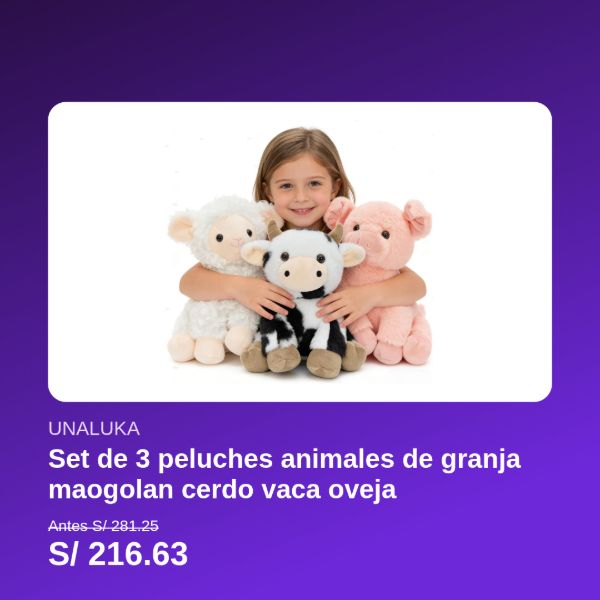 UNALUKA
Set de 3 peluches animales de granja
maogolan cerdo vaca oveja
Antes S/ 281.25
S/ 216.63